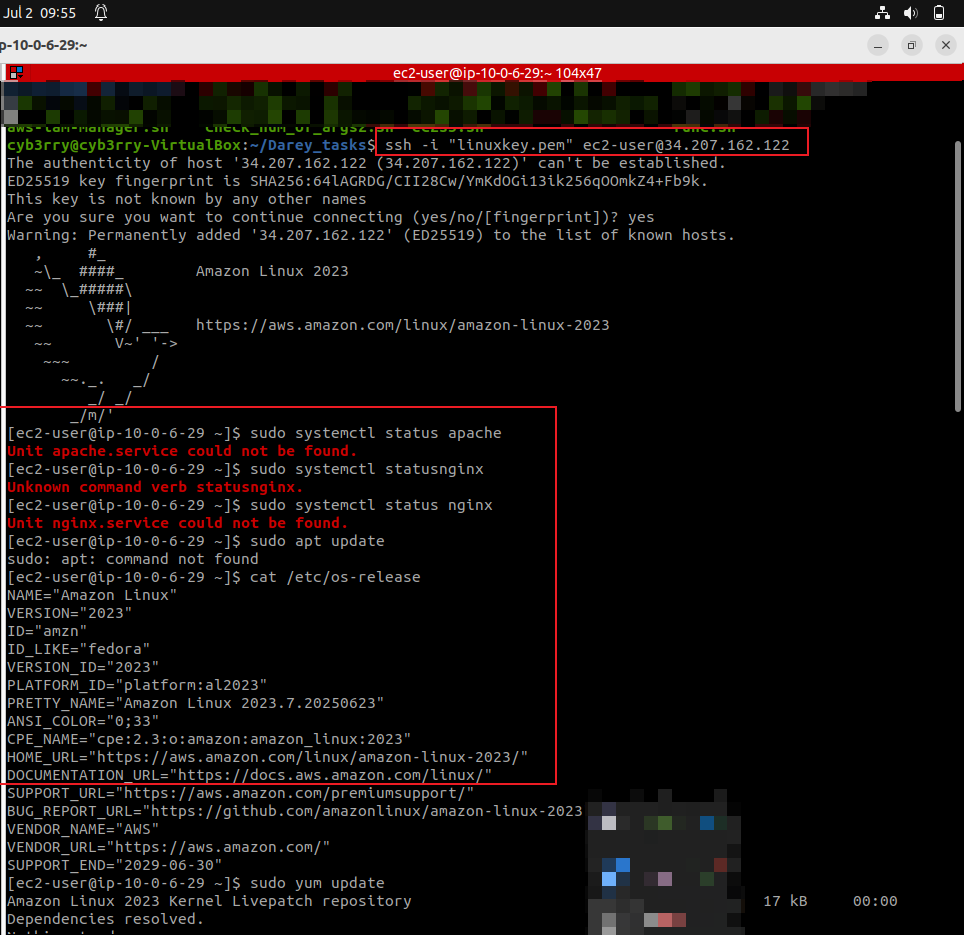 Jul 2 09:55
p-10-0-6-29:~
ec2-user@ip-10-0-6-29:~ 104x47
aws-iam-manager.sh check_num_of_args2.sh ec2s3.sh func.sh
cyb3rry@cyb3rry-VirtualBox:~/Darey_tasks$ ssh -i "linuxkey.pem" ec2-user@34.207.162.122
The authenticity of host '34.207.162.122 (34.207.162.122)' can't be established.
ED25519 key fingerprint is SHA256:64lAGRDG/CII28Cw/YmKdOGi13ik256qOOmkZ4+Fb9k.
This key is not known by any other names
Are you sure you want to continue connecting (yes/no/[fingerprint])? yes
Warning: Permanently added '34.207.162.122' (ED25519) to the list of known hosts.
   ,     #_
   ~\_  ####_        Amazon Linux 2023
  ~~  \_#####\
  ~~     \###|
  ~~       \#/ ___   https://aws.amazon.com/linux/amazon-linux-2023
   ~~       V~' '->
    ~~~         /
      ~~._.   _/
         _/ _/
       _/m/'
[ec2-user@ip-10-0-6-29 ~]$ sudo systemctl status apache
Unit apache.service could not be found.
[ec2-user@ip-10-0-6-29 ~]$ sudo systemctl statusnginx
Unknown command verb statusnginx.
[ec2-user@ip-10-0-6-29 ~]$ sudo systemctl status nginx
Unit nginx.service could not be found.
[ec2-user@ip-10-0-6-29 ~]$ sudo apt update
sudo: apt: command not found
[ec2-user@ip-10-0-6-29 ~]$ cat /etc/os-release
NAME="Amazon Linux"
VERSION="2023"
ID="amzn"
ID_LIKE="fedora"
VERSION_ID="2023"
PLATFORM_ID="platform:al2023"
PRETTY_NAME="Amazon Linux 2023.7.20250623"
ANSI_COLOR="0;33"
CPE_NAME="cpe:2.3:o:amazon:amazon_linux:2023"
HOME_URL="https://aws.amazon.com/linux/amazon-linux-2023/"
DOCUMENTATION_URL="https://docs.aws.amazon.com/linux/"
SUPPORT_URL="https://aws.amazon.com/premiumsupport/"
BUG_REPORT_URL="https://github.com/amazonlinux/amazon-linux-2023
VENDOR_NAME="AWS"
VENDOR_URL="https://aws.amazon.com/"
SUPPORT_END="2029-06-30"
[ec2-user@ip-10-0-6-29 ~]$ sudo yum update
Amazon Linux 2023 Kernel Livepatch repository 17 kB 00:00
Dependencies resolved.